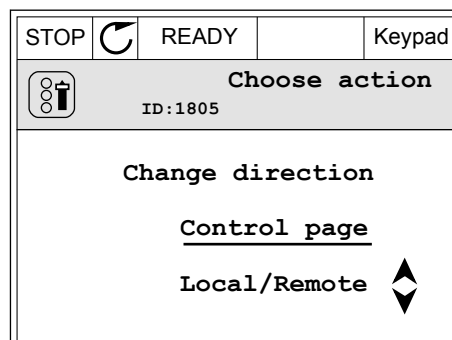 STOP READY Keypad
Choose action
ID:1805
Change direction
Control page
Local/Remote